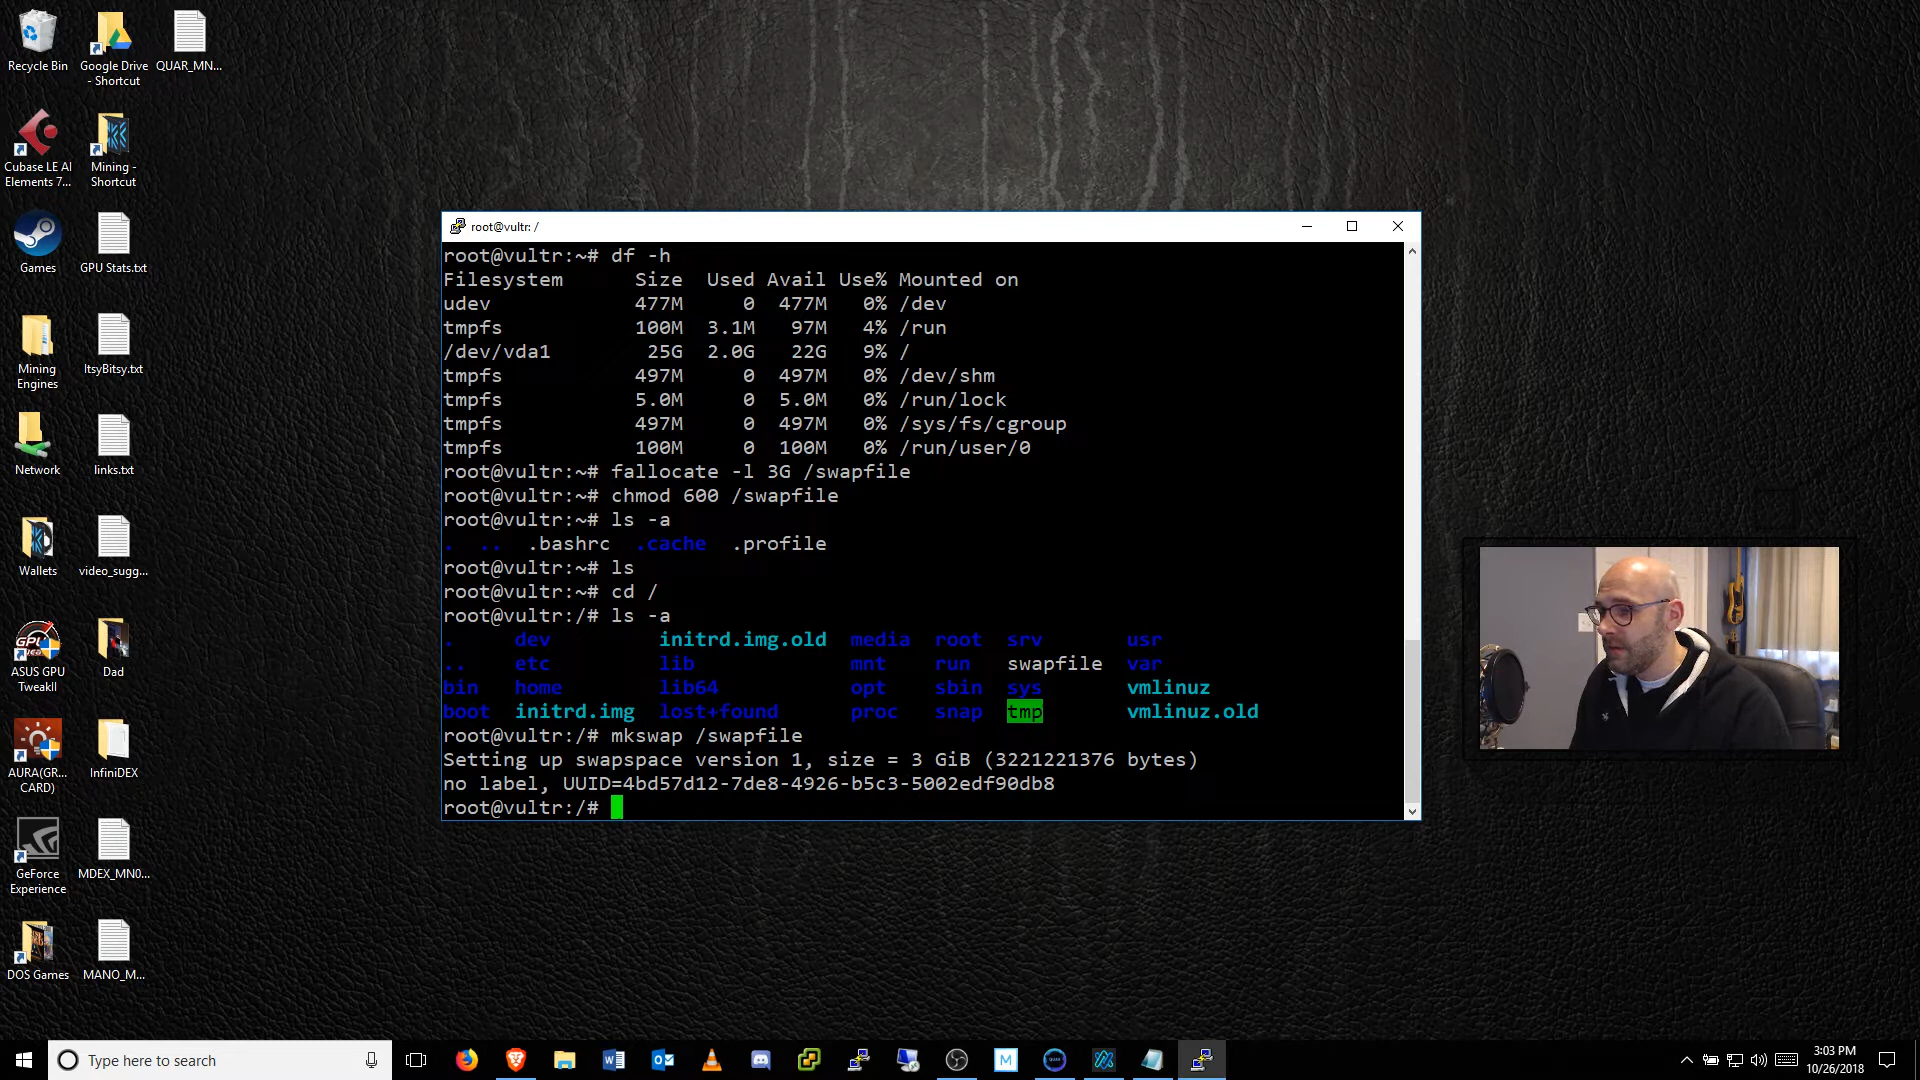 Recycle Bin
Google Drive - Shortcut
QUAR_MN...
Cubase LE AI Elements 7...
Mining - Shortcut
Games
GPU Stats.txt
Mining Engines
ItsyBitsy.txt
Network
links.txt
Wallets
video_sugg...
ASUS GPU TweakII
Dad
AURA(GR... CARD)
InfiniDEX
GeForce Experience
MDEX_MN0...
DOS Games
MANO_M...
root@vultr: /
root@vultr:~# df -h
Filesystem      Size  Used Avail Use% Mounted on
udev            477M     0  477M   0% /dev
tmpfs           100M  3.1M   97M   4% /run
/dev/vda1        25G  2.0G   22G   9% /
tmpfs           497M     0  497M   0% /dev/shm
tmpfs           5.0M     0  5.0M   0% /run/lock
tmpfs           497M     0  497M   0% /sys/fs/cgroup
tmpfs           100M     0  100M   0% /run/user/0
root@vultr:~# fallocate -l 3G /swapfile
root@vultr:~# chmod 600 /swapfile
root@vultr:~# ls -a
.  ..  .bashrc  .cache  .profile
root@vultr:~# ls
root@vultr:~# cd /
root@vultr:/# ls -a
.     dev         initrd.img.old  media  root  srv       usr
..    etc         lib             mnt    run   swapfile  var
bin   home        lib64           opt    sbin  sys       vmlinuz
boot  initrd.img  lost+found      proc   snap  tmp       vmlinuz.old
root@vultr:/# mkswap /swapfile
Setting up swapspace version 1, size = 3 GiB (3221221376 bytes)
no label, UUID=4bd57d12-7de8-4926-b5c3-5002edf90db8
root@vultr:/#
Type here to search
3:03 PM
10/26/2018